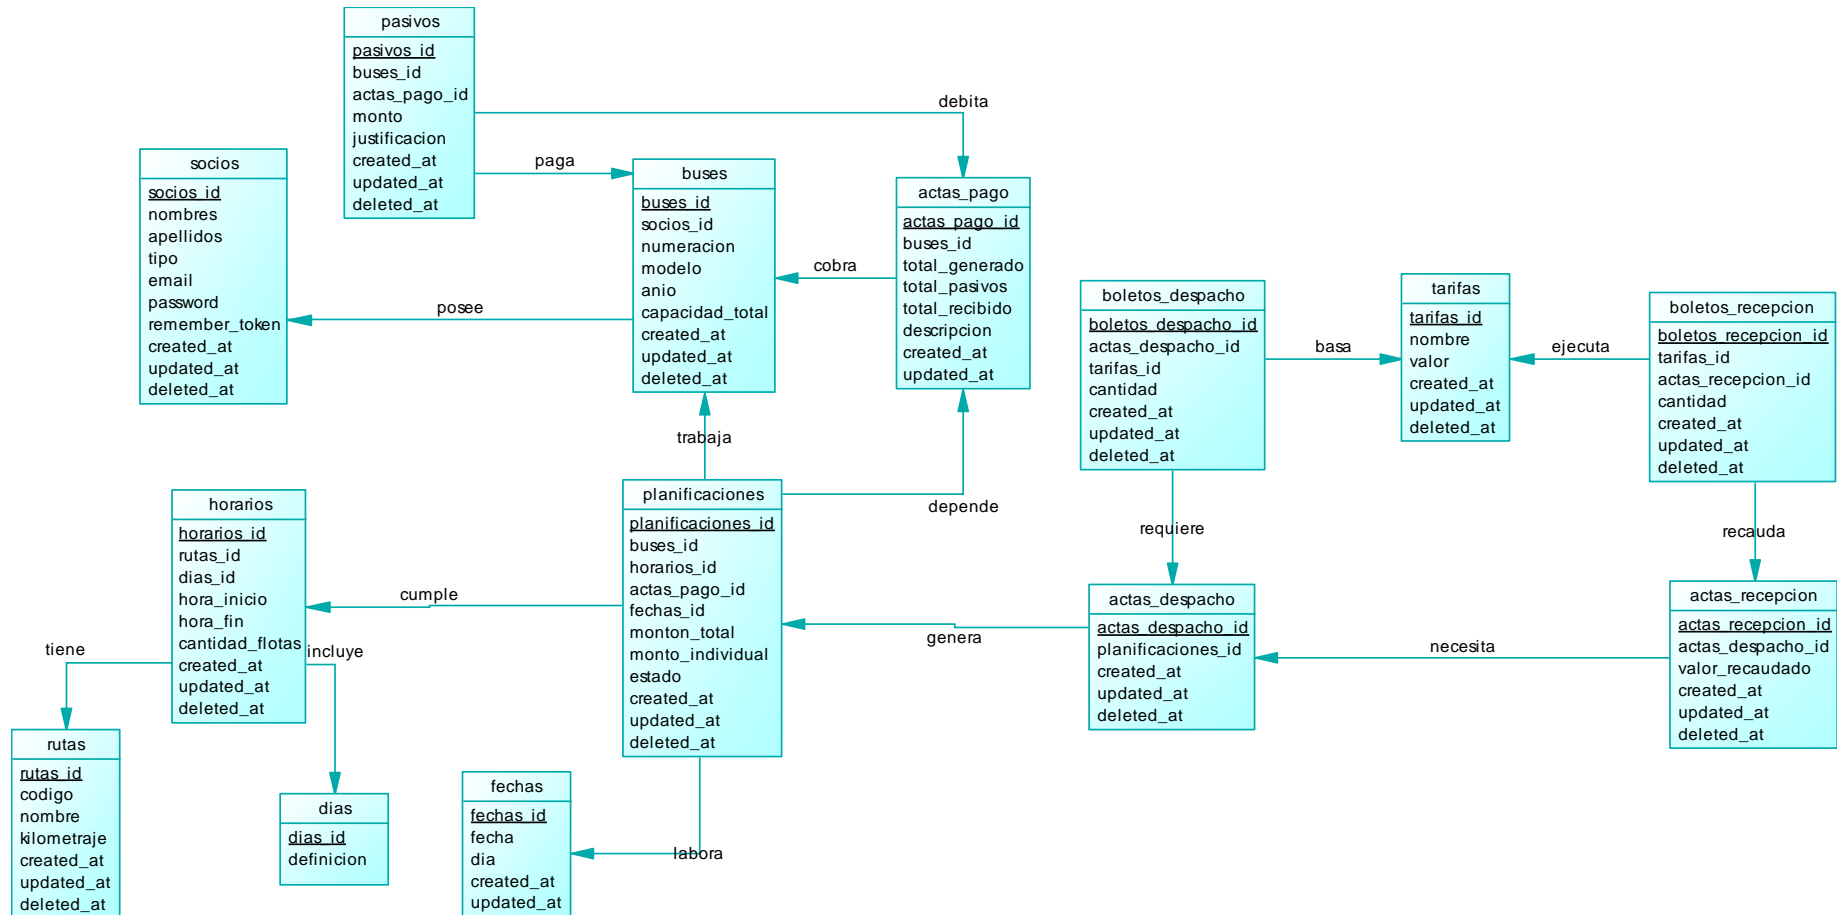 pasivos
pasivos_id
buses_id
actas_pago_id
monto
justificacion
created_at
updated_at
deleted_at
debita
paga
socios
socios_id
nombres
apellidos
tipo
email
password
remember_token
created_at
updated_at
deleted_at
posee
buses
buses_id
socios_id
numeracion
modelo
anio
capacidad_total
created_at
updated_at
deleted_at
cobra
actas_pago
actas_pago_id
buses_id
total_generado
total_pasivos
total_recibido
descripcion
created_at
updated_at
trabaja
depende
boletos_despacho
boletos_despacho_id
actas_despacho_id
tarifas_id
cantidad
created_at
updated_at
deleted_at
basa
tarifas
tarifas_id
nombre
valor
created_at
updated_at
deleted_at
ejecuta
boletos_recepcion
boletos_recepcion_id
tarifas_id
actas_recepcion_id
cantidad
created_at
updated_at
deleted_at
requiere
recauda
horarios
horarios_id
rutas_id
dias_id
hora_inicio
hora_fin
cantidad_flotas
created_at
updated_at
deleted_at
cumple
tiene
incluye
planificaciones
planificaciones_id
buses_id
horarios_id
actas_pago_id
fechas_id
monton_total
monto_individual
estado
created_at
updated_at
deleted_at
genera
actas_despacho
actas_despacho_id
planificaciones_id
created_at
updated_at
deleted_at
necesita
actas_recepcion
actas_recepcion_id
actas_despacho_id
valor_recaudado
created_at
updated_at
deleted_at
rutas
rutas_id
codigo
nombre
kilometraje
created_at
updated_at
deleted_at
dias
dias_id
definicion
fechas
fechas_id
fecha
dia
created_at
updated_at
labora